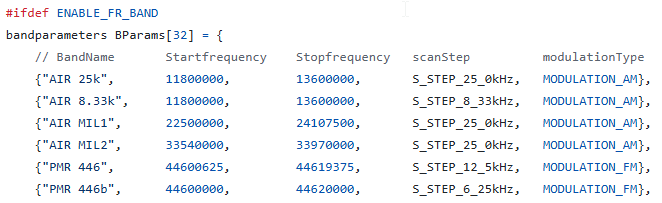 #ifdef ENABLE_FR_BAND
bandparameters BParams[32] = {
// BandName Startfrequency Stopfrequency scanStep modulationType
{"AIR 25k", 11800000, 13600000, S_STEP_25_0kHz, MODULATION_AM},
{"AIR 8.33k", 11800000, 13600000, S_STEP_8_33kHz, MODULATION_AM},
{"AIR MIL1", 22500000, 24107500, S_STEP_25_0kHz, MODULATION_AM},
{"AIR MIL2", 33540000, 33970000, S_STEP_25_0kHz, MODULATION_AM},
{"PMR 446", 44600625, 44619375, S_STEP_12_5kHz, MODULATION_FM},
{"PMR 446b", 44600000, 44620000, S_STEP_6_25kHz, MODULATION_FM},